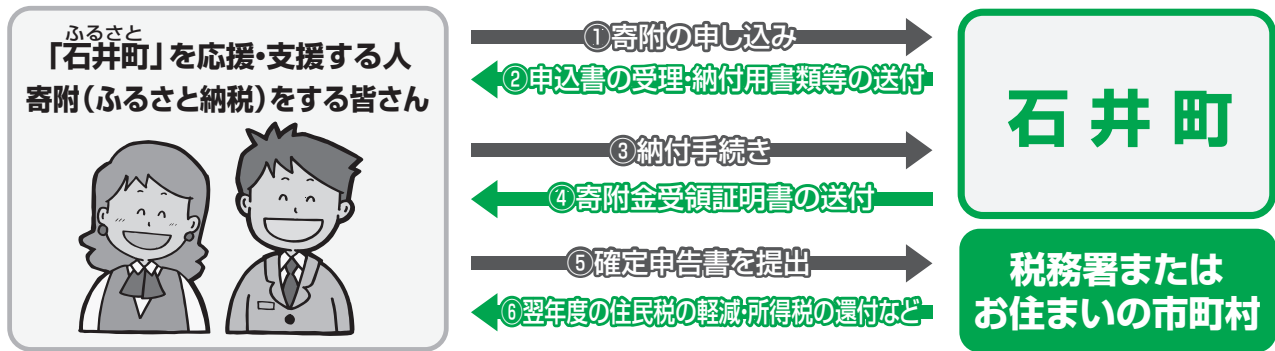 ふるさと
「石井町」を応援・支援する人
寄附（ふるさと納税）をする皆さん
①寄附の申し込み
②申込書の受理・納付用書類等の送付
③納付手続き
④寄附金受領証明書の送付
⑤確定申告書を提出
⑥翌年度の住民税の軽減・所得税の還付など
石井町
税務署または
お住まいの市町村